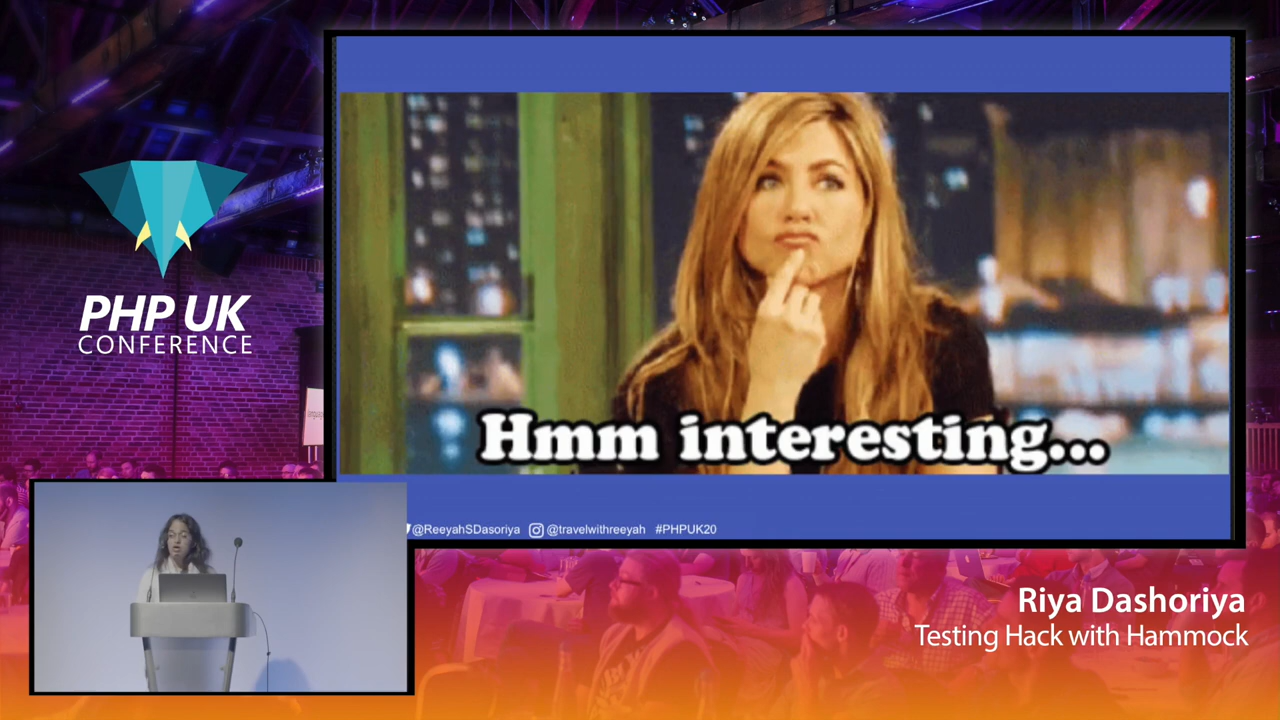 PHP UK
CONFERENCE
Hmm interesting...
@ReeyahSDasoriya @travelwithreeyah #PHPUK20
Riya Dashoriya
Testing Hack with Hammock